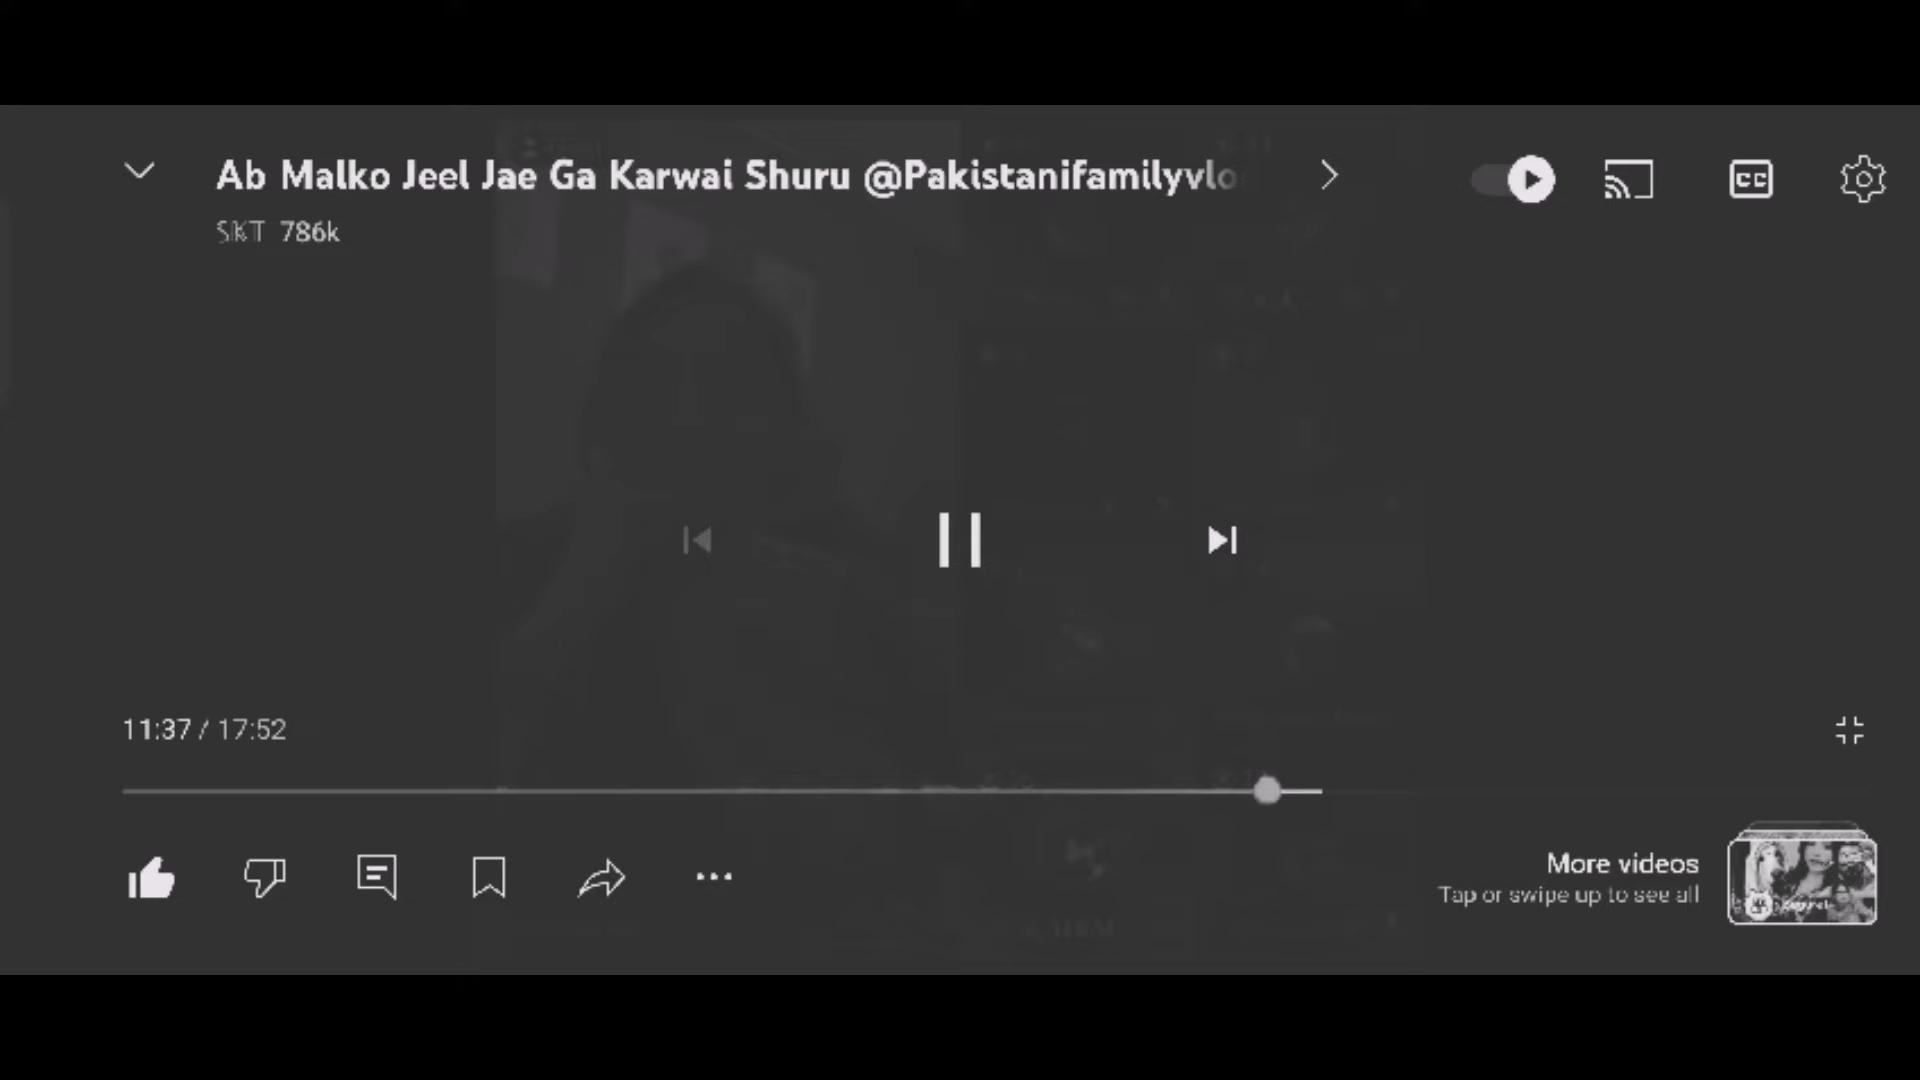 Ab Malko Jeel Jae Ga Karwai Shuru @Pakistanifamilyvlo
SKT 786k
11:37 / 17:52
More videos
Tap or swipe up to see all